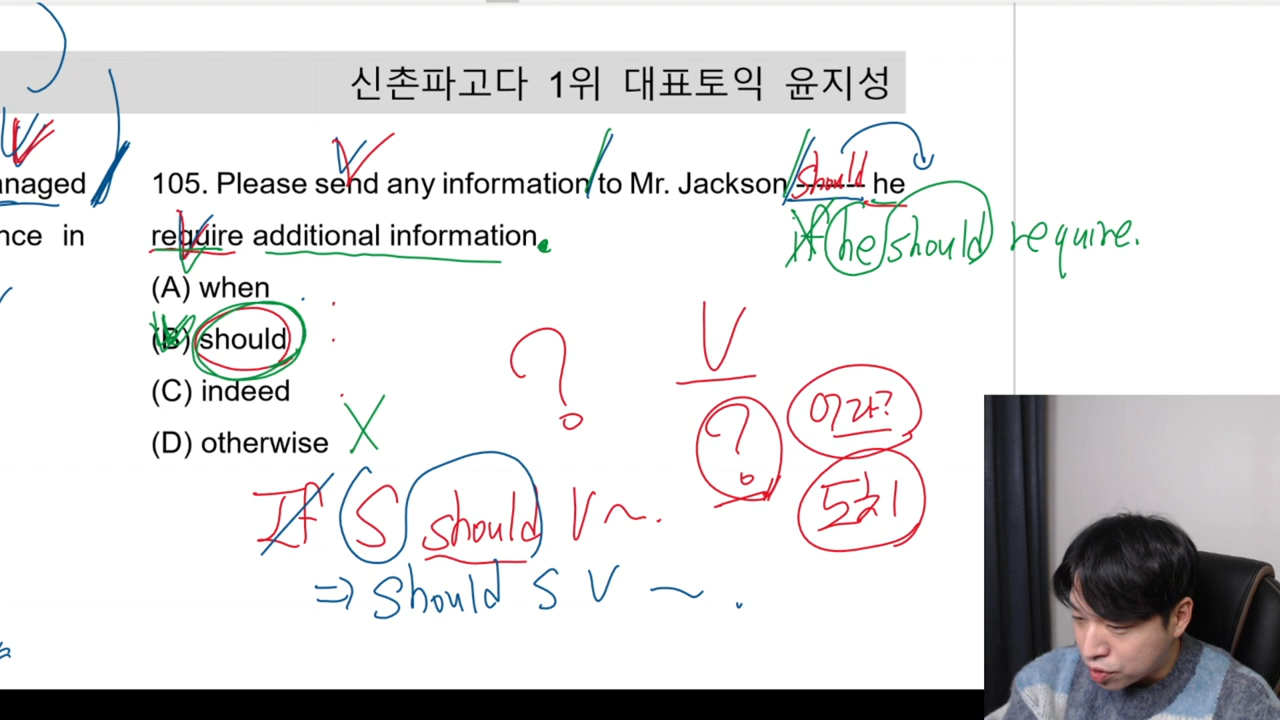 신촌파고다 1위 대표토익 윤지성
anaged
nce in
105. Please send any information to Mr. Jackson should he
require additional information.
if he should require.
(A) when
(B) should
(C) indeed
(D) otherwise
?
V
?
어라?
도치
If S should V~.
⇒ should S V ~.